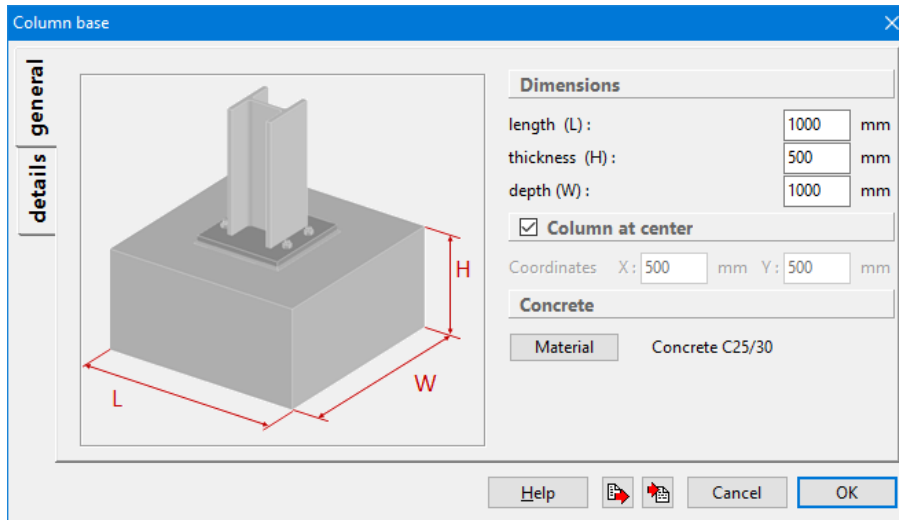 Column base
general
details
H
L
W
Dimensions
length (L) : 1000 mm
thickness (H) : 500 mm
depth (W) : 1000 mm
Column at center
Coordinates X : 500 mm Y : 500 mm
Concrete
Material Concrete C25/30
Help Cancel OK